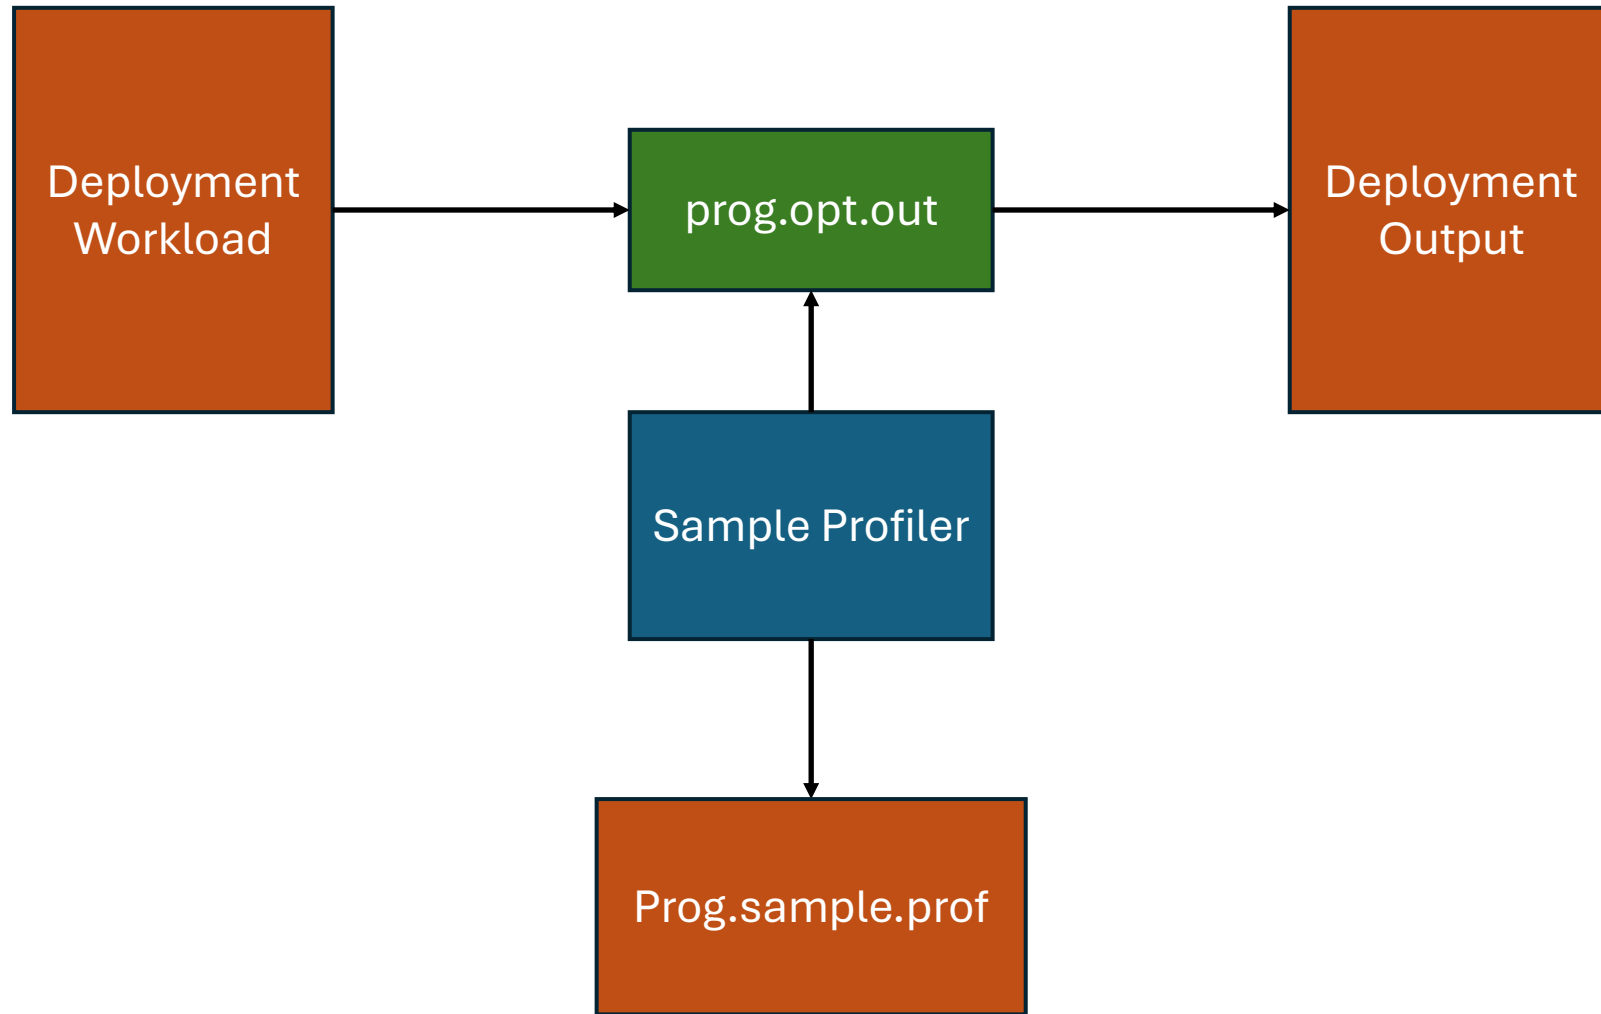 Deployment
Workload
prog.opt.out
Deployment
Output
Sample Profiler
Prog.sample.prof